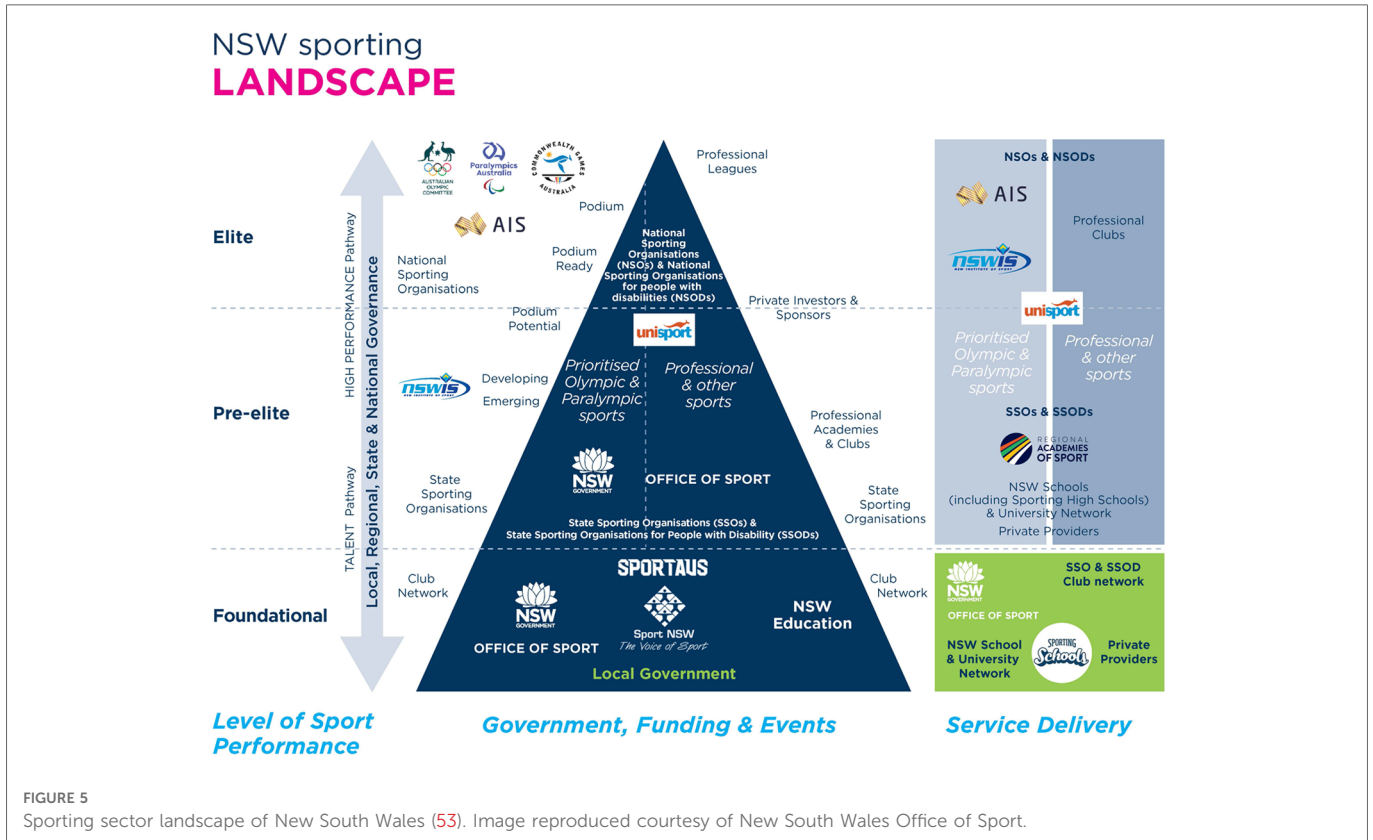 NSW sporting
LANDSCAPE
Elite
Pre-elite
Foundational
HIGH PERFORMANCE Pathway
TALENT Pathway
Local, Regional, State & National Governance
AUSTRALIAN
OLYMPIC
COMMITTEE
Paralympics
Australia
COMMONWEALTH GAMES
AUSTRALIA
AIS
National
Sporting
Organisations
Podium
Podium
Ready
Podium
Potential
nswis
NSW INSTITUTE OF SPORT
Developing
Emerging
State
Sporting
Organisations
Club
Network
National
Sporting
Organisations
(NSOs) & National
Sporting Organisations
for people with
disabilities (NSODs)
unisport
Prioritised
Olympic &
Paralympic
sports
Professional
& other
sports
NSW
GOVERNMENT
OFFICE OF SPORT
State Sporting Organisations (SSOs) &
State Sporting Organisations for People with Disability (SSODs)
SPORTAUS
NSW
GOVERNMENT
OFFICE OF SPORT
Sport NSW
The Voice of Sport
NSW
Education
Local Government
Professional
Leagues
Private Investors &
Sponsors
Professional
Academies
& Clubs
State
Sporting
Organisations
Club
Network
NSOs & NSODs
AIS
nswis
NSW INSTITUTE OF SPORT
Professional
Clubs
unisport
Prioritised
Olympic &
Paralympic
sports
Professional
& other
sports
SSOs & SSODs
REGIONAL
ACADEMIES
OF SPORT
NSW Schools
(including Sporting High Schools)
& University Network
Private Providers
NSW
GOVERNMENT
OFFICE OF SPORT
SSO & SSOD
Club network
NSW School
& University
Network
SPORTING
Schools
Private
Providers
Level of Sport
Performance
Government, Funding & Events
Service Delivery
FIGURE 5
Sporting sector landscape of New South Wales (53). Image reproduced courtesy of New South Wales Office of Sport.